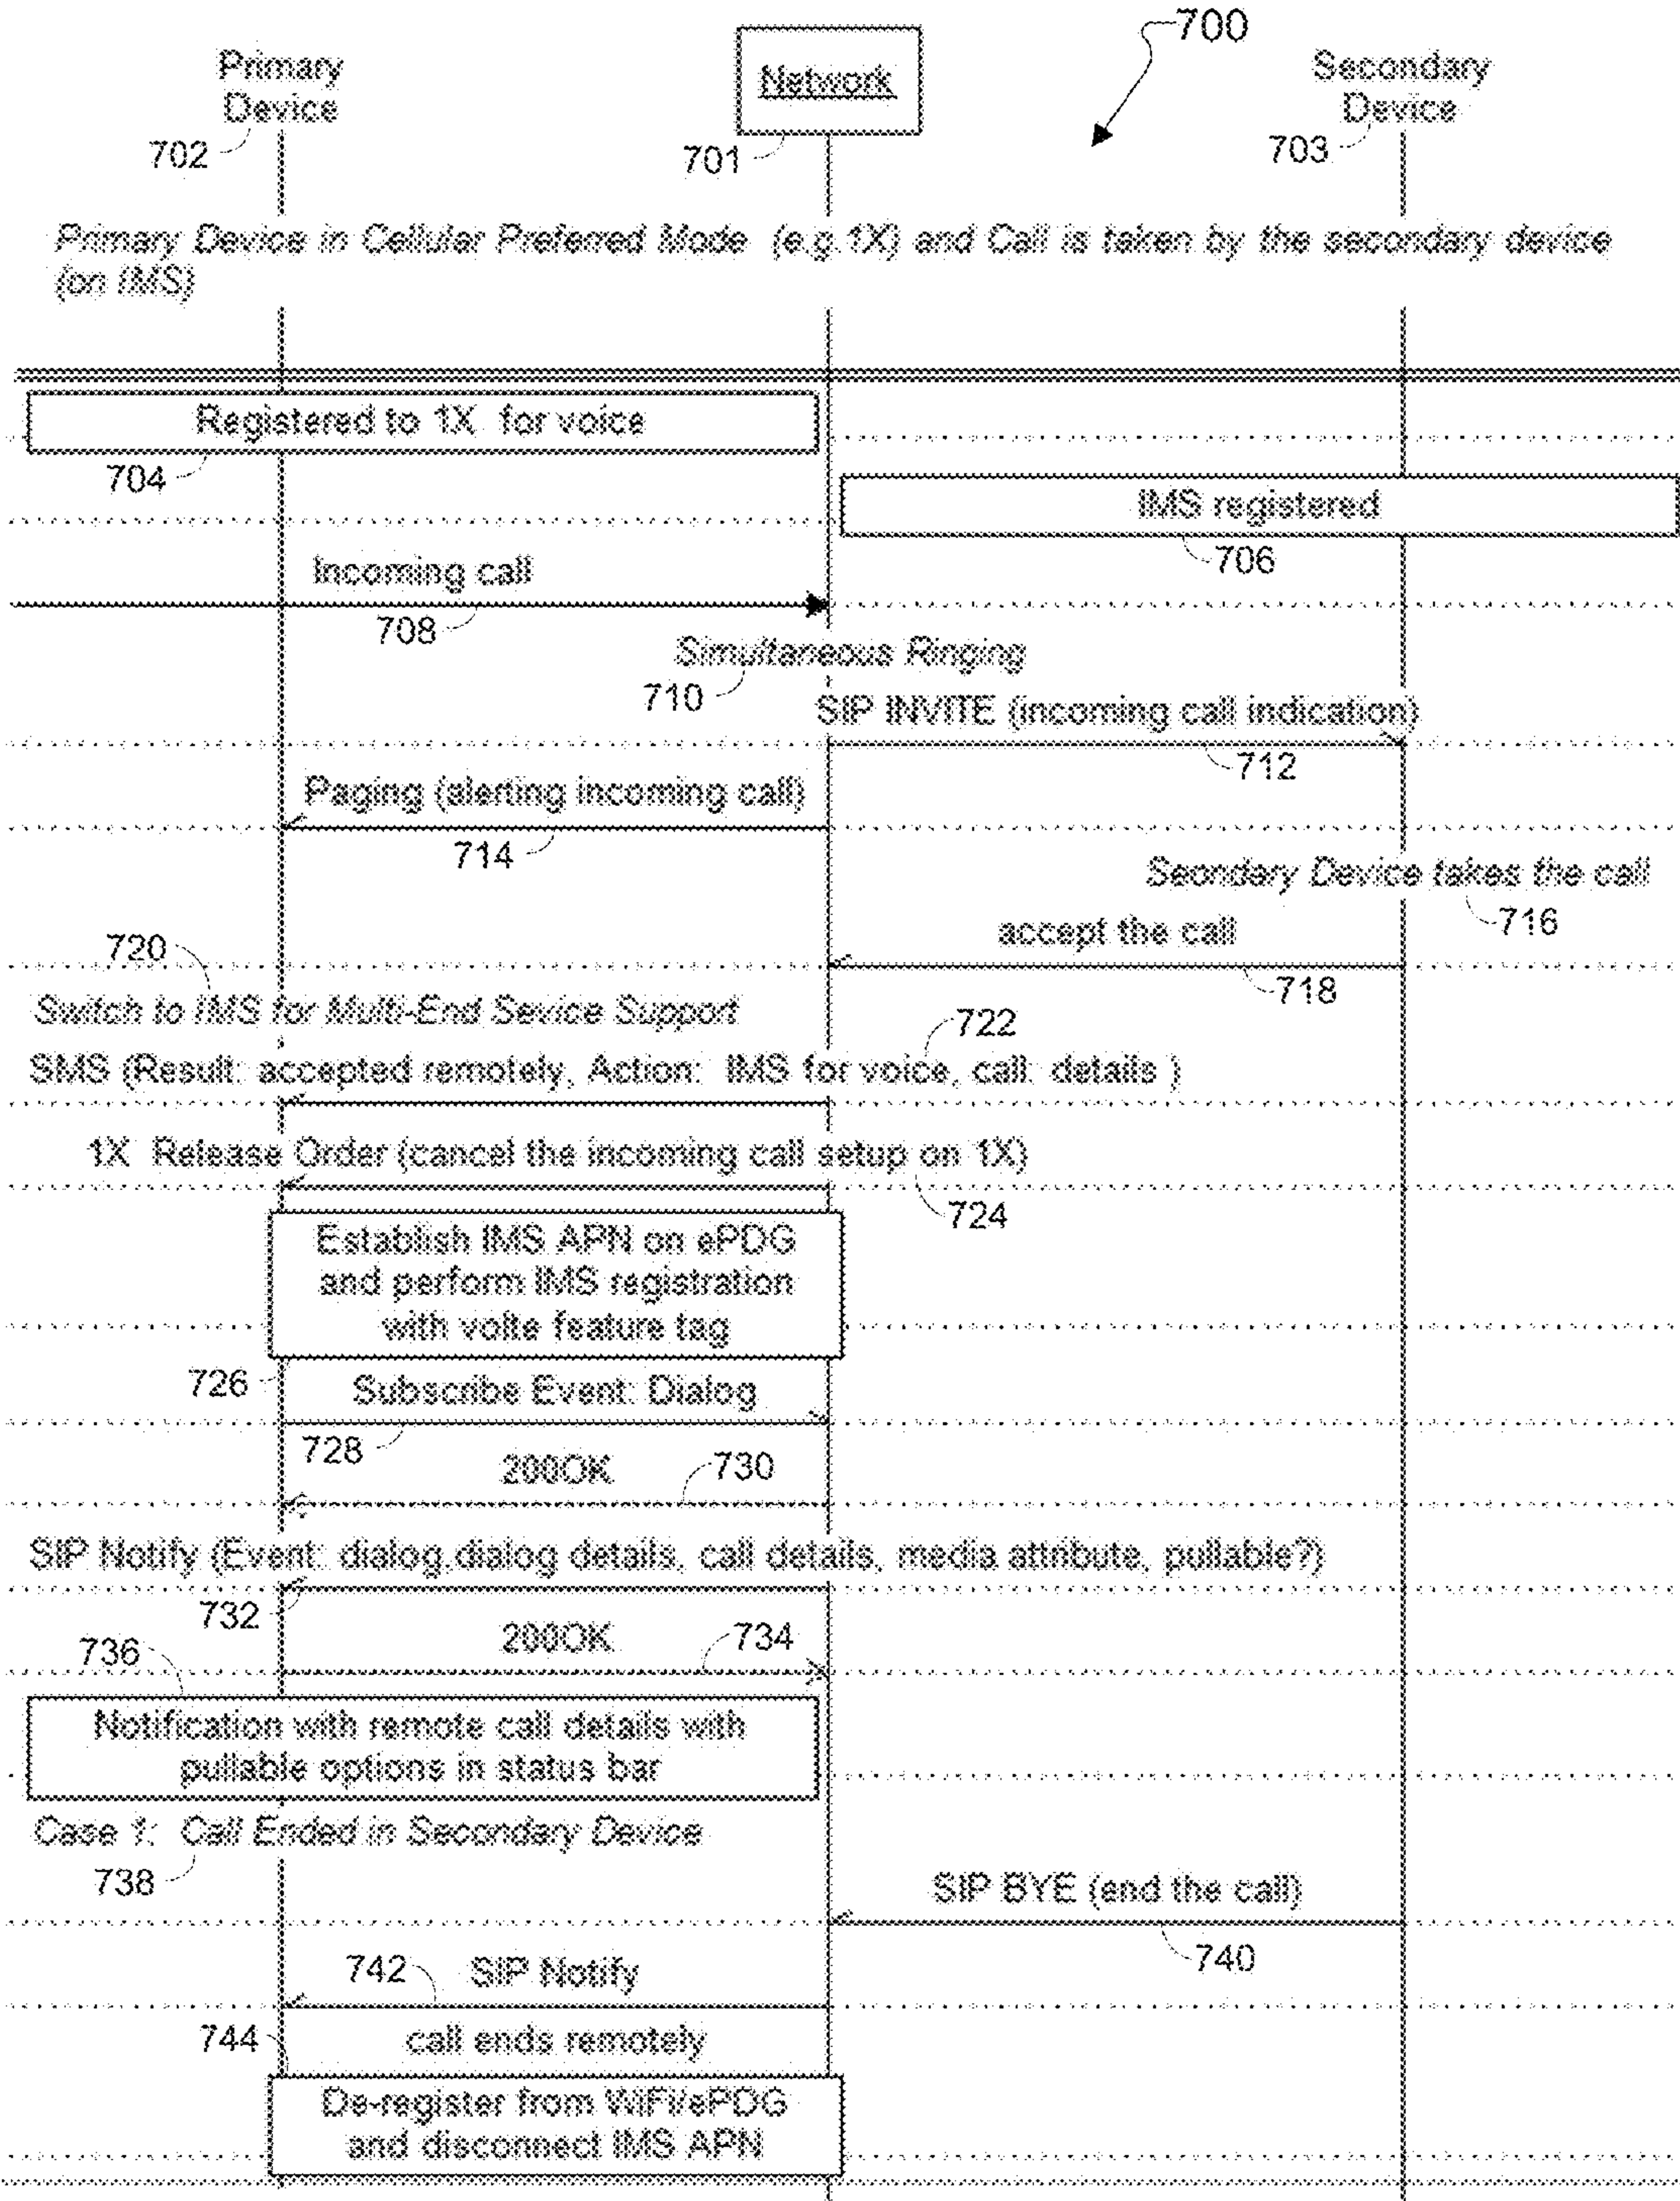 700
Primary
Device
702
Network
701
Secondary
Device
703
Primary Device in Cellular Preferred Mode (e.g.1X) and Call is taken by the secondary device
(on IMS)
Registered to 1X for voice
704
IMS registered
706
Incoming call
708
Simultaneous Ringing
710
SIP INVITE (incoming call indication)
712
Paging (alerting incoming call)
714
Seondary Device takes the call
716
accept the call
718
720
Switch to IMS for Multi-End Sevice Support
722
SMS (Result: accepted remotely, Action: IMS for voice, call: details )
1X Release Order (cancel the incoming call setup on 1X)
724
Establish IMS APN on ePDG
and perform IMS registration
with volte feature tag
726
Subscribe Event: Dialog
728
200OK
730
SIP Notify (Event: dialog,dialog details, call details, media attribute, pullable?)
732
200OK
734
736
Notification with remote call details with
pullable options in status bar
Case 1: Call Ended in Secondary Device
738
SIP BYE (end the call)
740
742
SIP Notify
744
call ends remotely
De-register from WiFi/ePDG
and disconnect IMS APN